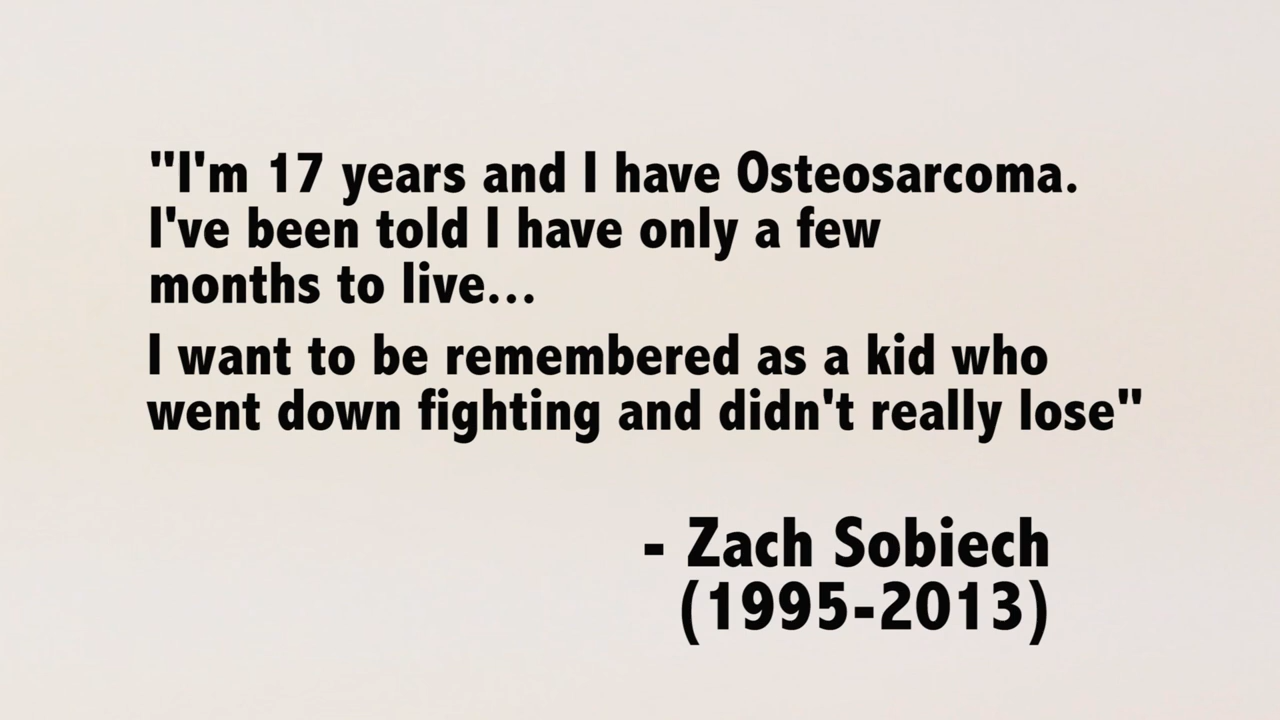 "I'm 17 years and I have Osteosarcoma.
I've been told I have only a few
months to live...
I want to be remembered as a kid who
went down fighting and didn't really lose"
- Zach Sobiech
(1995-2013)